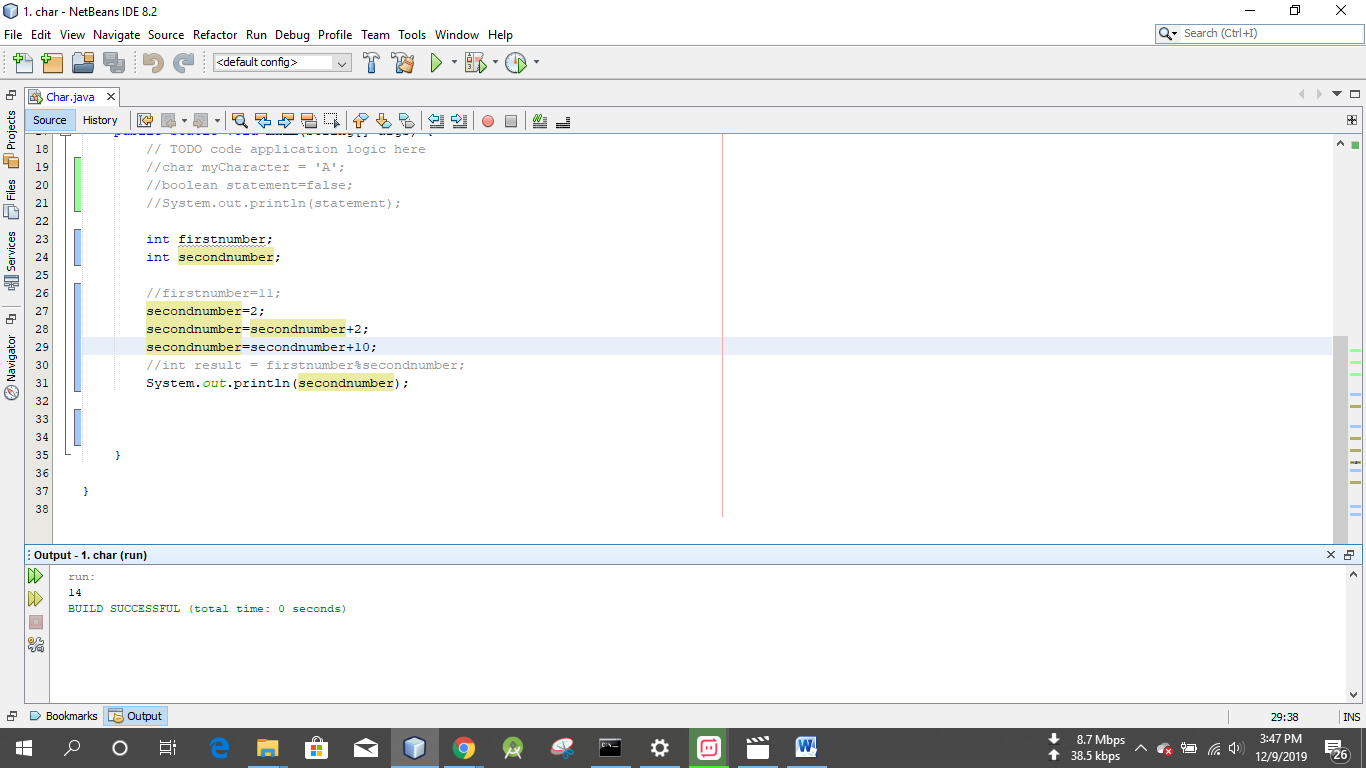 1. char - NetBeans IDE 8.2
File Edit View Navigate Source Refactor Run Debug Profile Team Tools Window Help
Search (Ctrl+I)
<default config>
Char.java
Source History
Projects
Files
Services
Navigator
public static void main(String[] args) {
18 // TODO code application logic here
19 //char myCharacter = 'A';
20 //boolean statement=false;
21 //System.out.println(statement);
22
23 int firstnumber;
24 int secondnumber;
25
26 //firstnumber=11;
27 secondnumber=2;
28 secondnumber=secondnumber+2;
29 secondnumber=secondnumber+10;
30 //int result = firstnumber%secondnumber;
31 System.out.println(secondnumber);
32
33
34
35 }
36
37 }
38
Output - 1. char (run)
run:
14
BUILD SUCCESSFUL (total time: 0 seconds)
Bookmarks Output
29:38 INS
8.7 Mbps
38.5 kbps
3:47 PM
12/9/2019
26